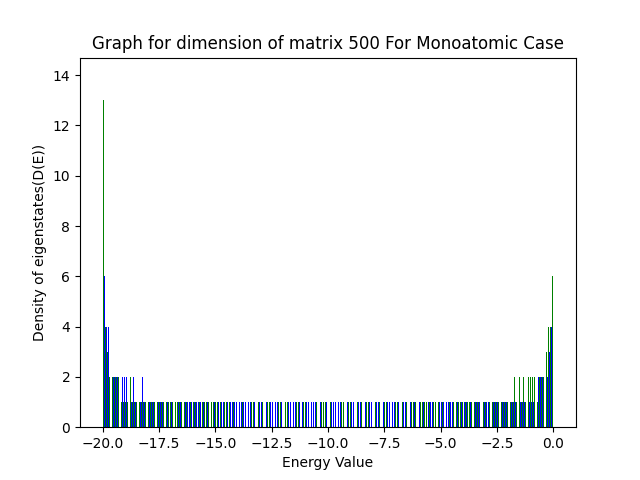 Graph for dimension of matrix 500 For Monoatomic Case
14
12
10
8
6
4
2
0
Density of eigenstates(D(E))
−20.0 −17.5 −15.0 −12.5 −10.0 −7.5 −5.0 −2.5 0.0
Energy Value